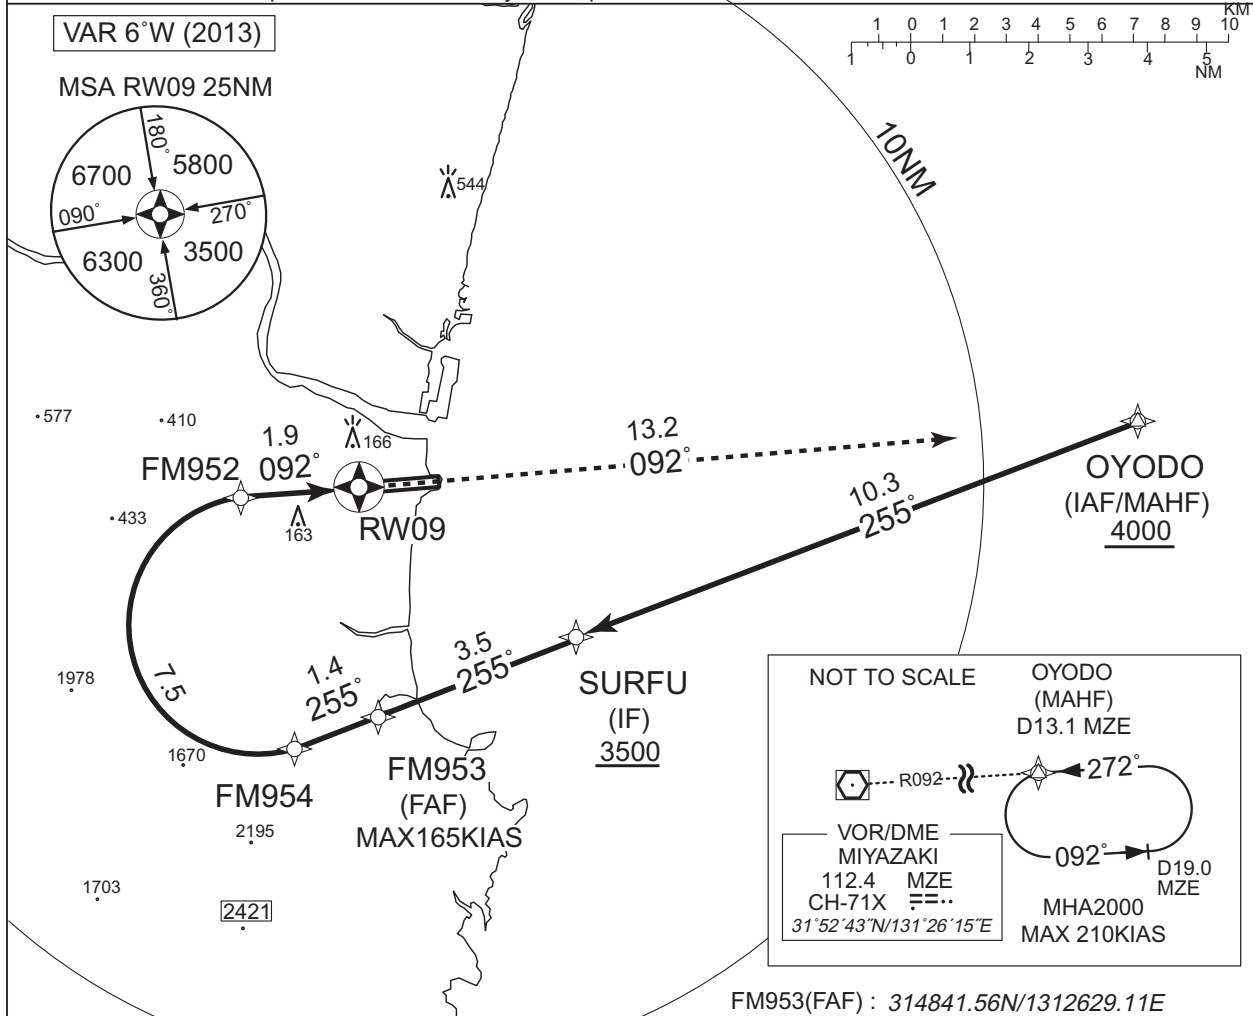 VAR 6°W (2013)
MSA RW09 25NM
180°
5800
6700
090°
270°
6300
3500
360°
1 0 1 2 3 4 5 6 7 8 9 10
KM
1 0 1 2 3 4 5
NM
10NM
544
577
410
166
1.9
092°
FM952
433
163
RW09
13.2
092°
OYODO
(IAF/MAHF)
4000
10.3
255°
3.5
255°
SURFU
(IF)
3500
1.4
255°
7.5
1978
1670
FM954
FM953
(FAF)
MAX165KIAS
2195
1703
2421
NOT TO SCALE
OYODO
(MAHF)
D13.1 MZE
R092
272°
092°
D19.0
MZE
VOR/DME
MIYAZAKI
112.4 MZE
CH-71X
31°52′43″N/131°26′15″E
MHA2000
MAX 210KIAS
FM953(FAF) : 314841.56N/1312629.11E